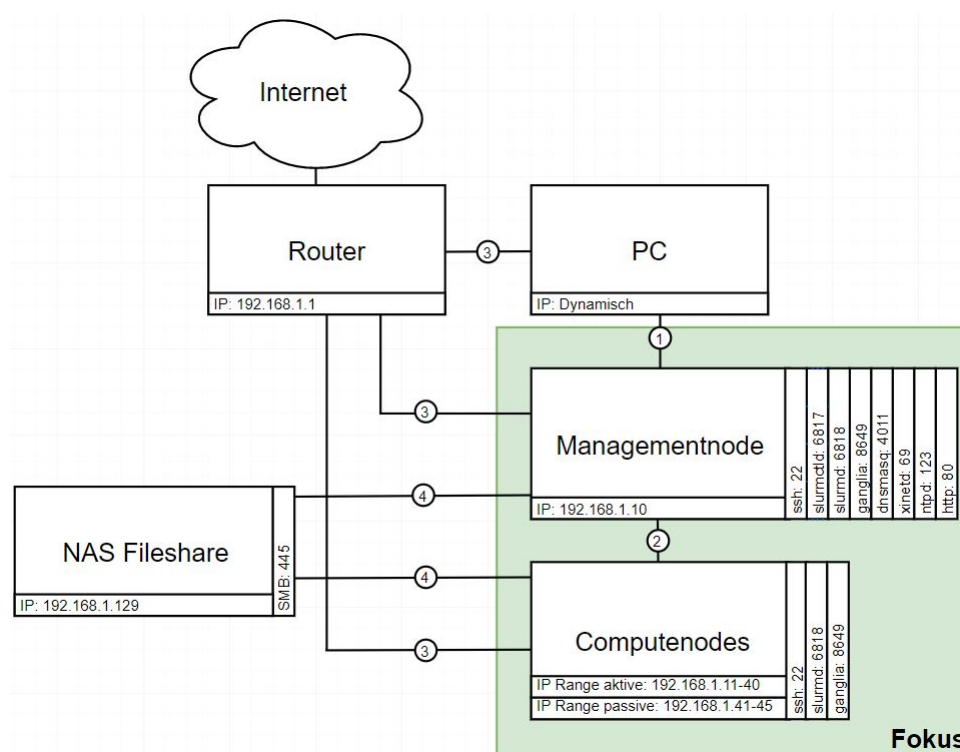 Internet
Router
IP: 192.168.1.1
3
PC
IP: Dynamisch
1
3
Managementnode
IP: 192.168.1.10
ssh: 22
slurmdtld: 6817
slurmd: 6818
ganglia: 8649
dnsmasq: 4011
xinetd: 69
ntpd: 123
http: 80
4
NAS Fileshare
IP: 192.168.1.129
SMB: 445
2
4
Computenodes
IP Range aktive: 192.168.1.11-40
IP Range passive: 192.168.1.41-45
ssh: 22
slurmd: 6818
ganglia: 8649
3
Fokus